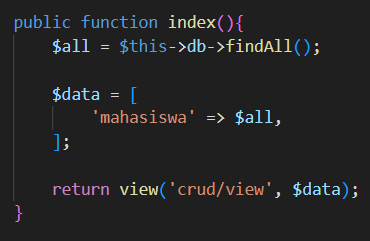 public function index(){
$all = $this->db->findAll();
$data = [
'mahasiswa' => $all,
];
return view('crud/view', $data);
}